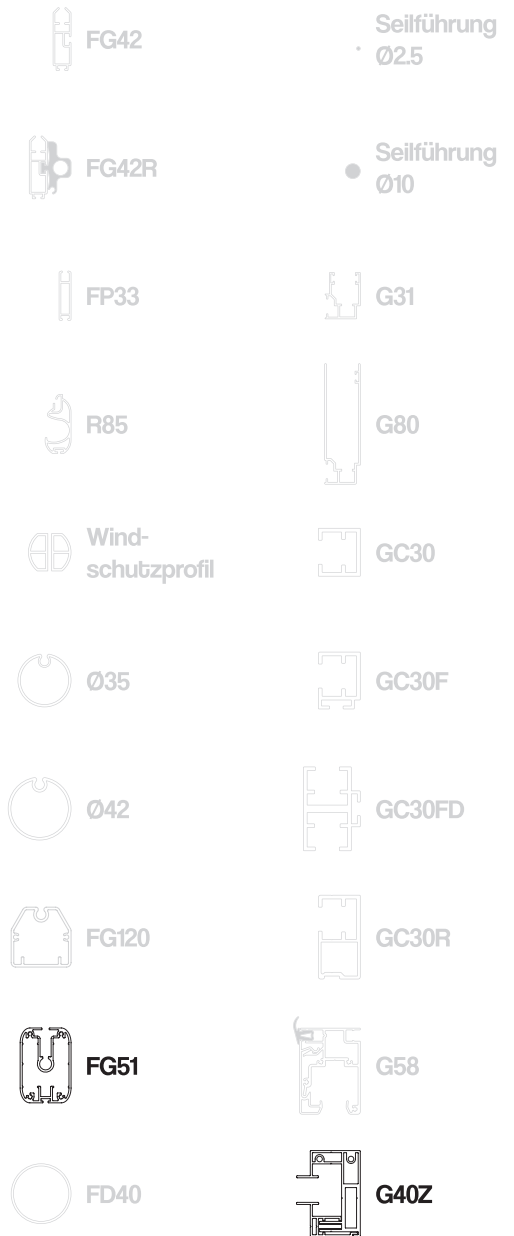 FG42
FG42R
FP33
R85
Wind-
schutzprofil
Ø35
Ø42
FG120
FG51
FD40
Seilführung
Ø2.5
Seilführung
Ø10
G31
G80
GC30
GC30F
GC30FD
GC30R
G58
G40Z